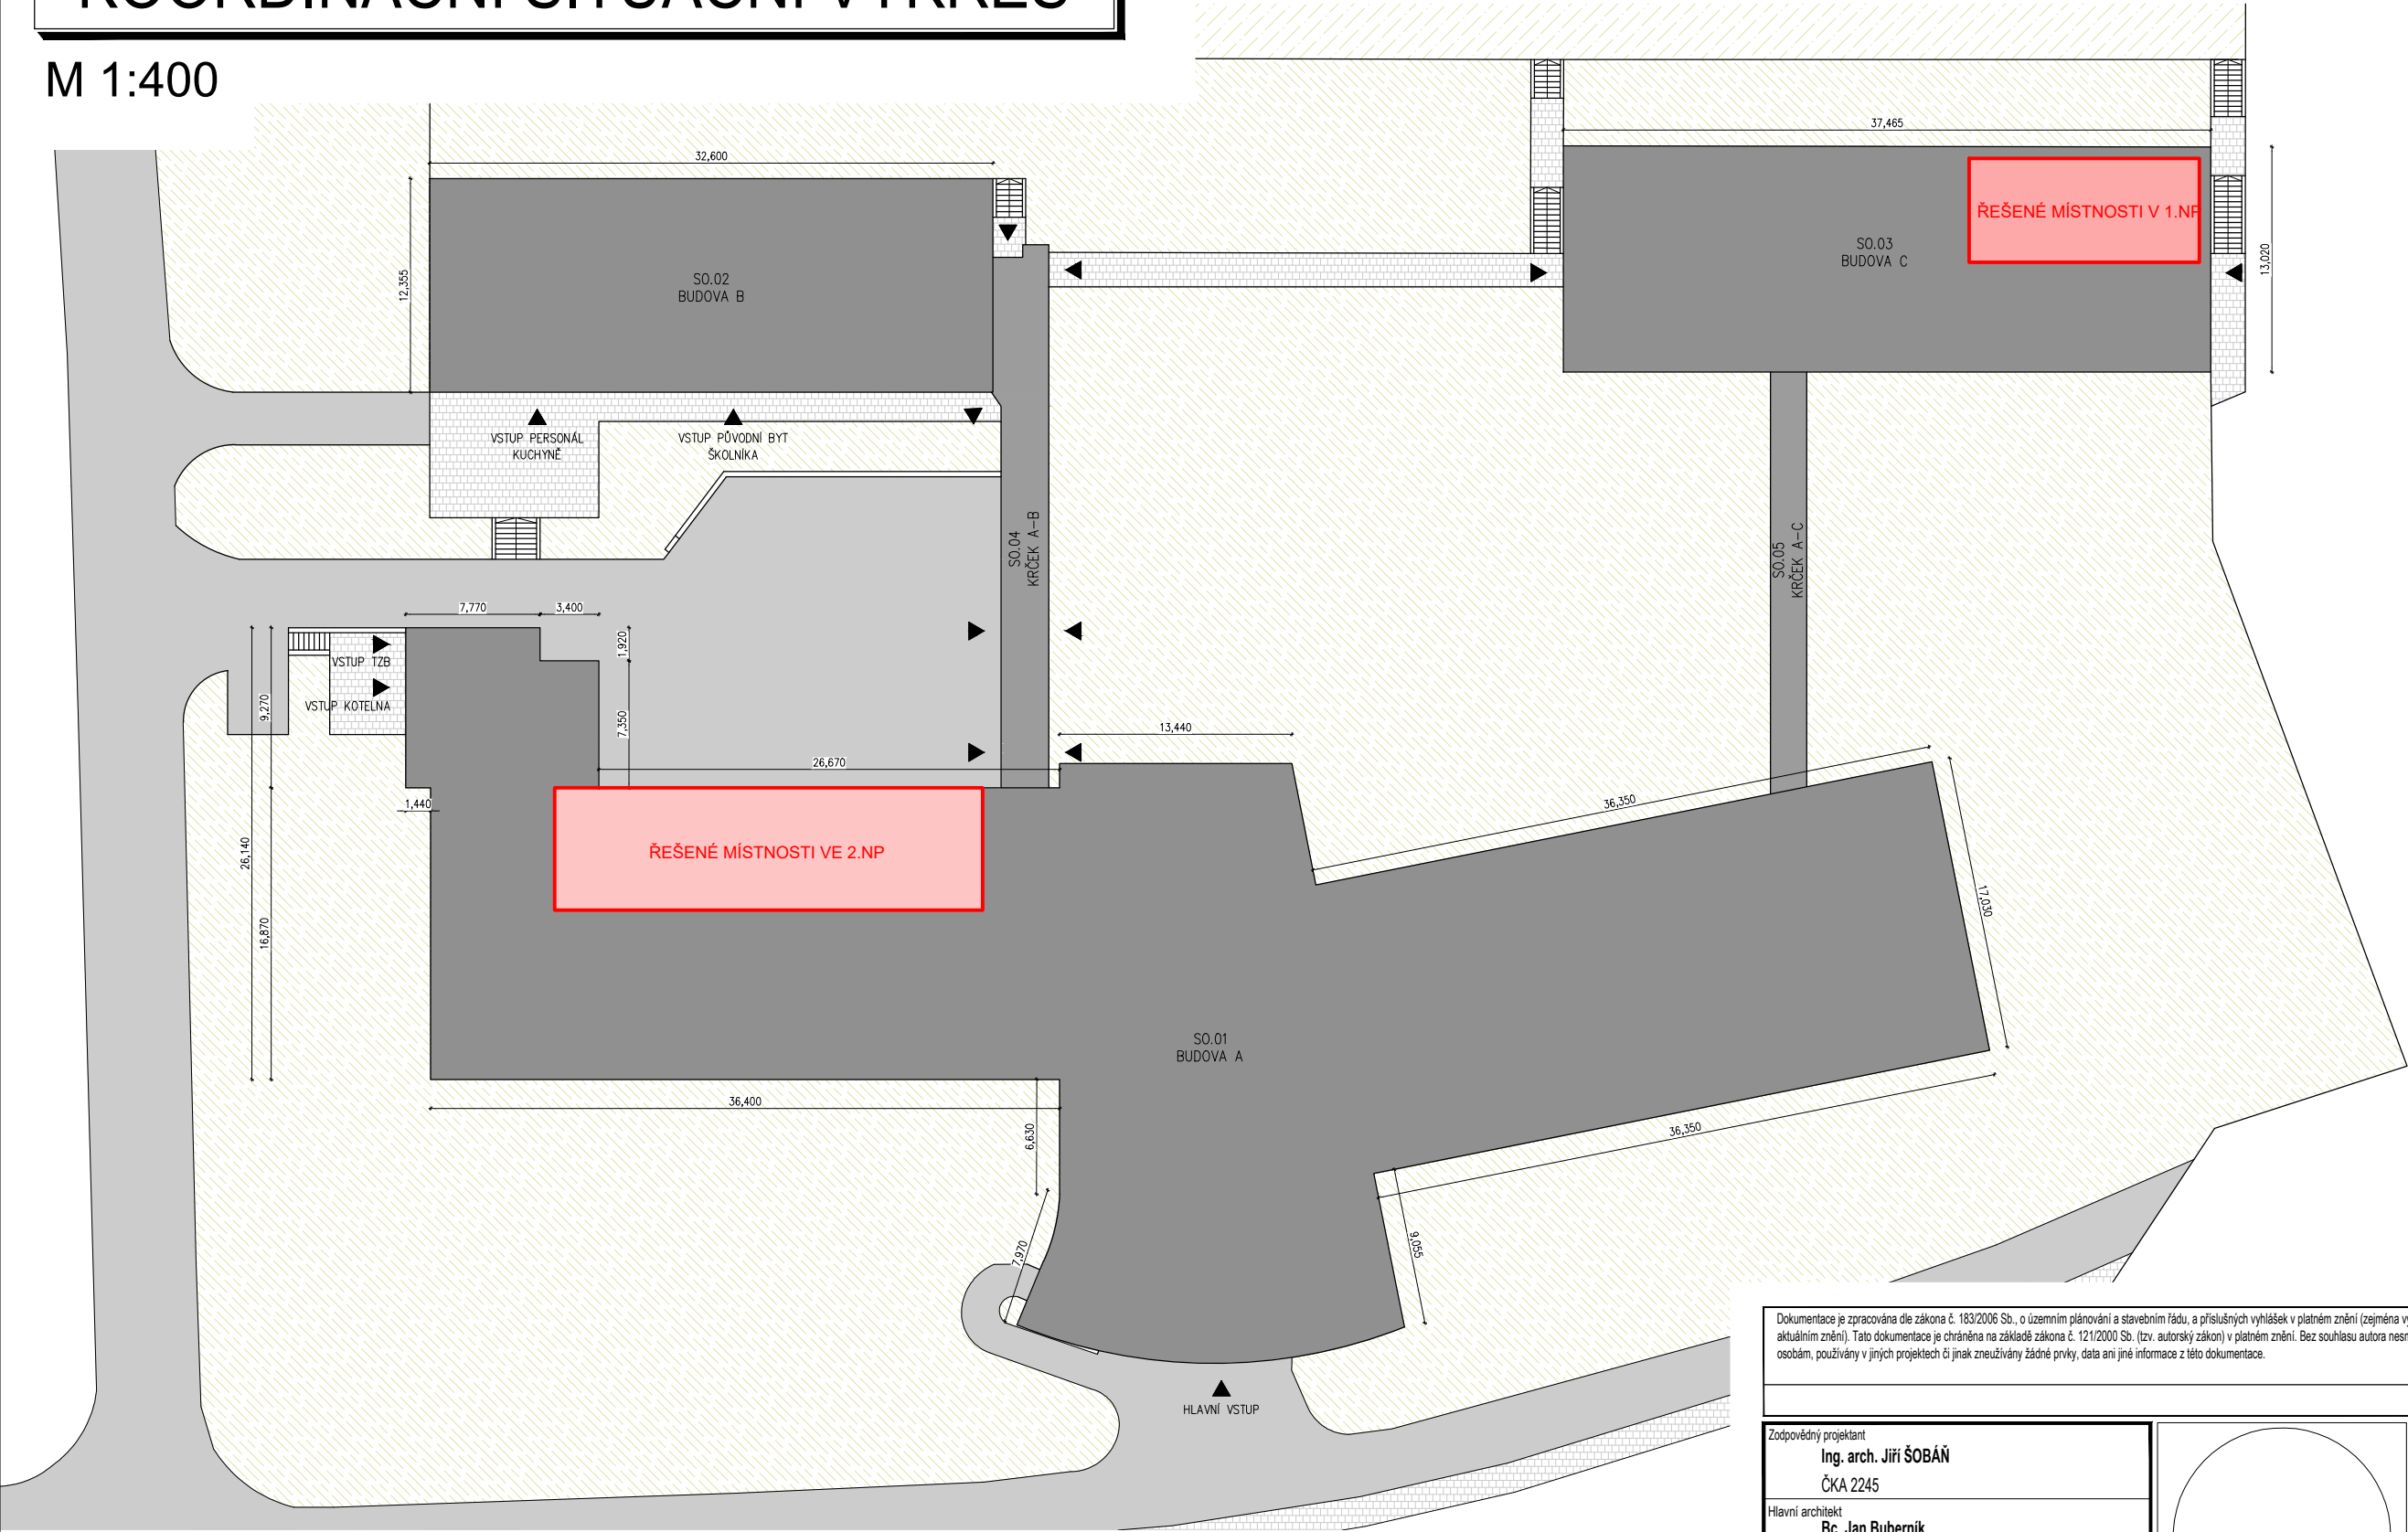 M 1:400
37,465
32,600
ŘEŠENÉ MÍSTNOSTI V 1.NP
SO.03
BUDOVA C
13,020
12,355
SO.02
BUDOVA B
VSTUP PERSONÁL
KUCHYNĚ
VSTUP PŮVODNÍ BYT
ŠKOLNÍKA
SO.04
KRČEK A-B
SO.05
KRČEK A-C
7,770
3,400
1,920
VSTUP TZB
VSTUP KOTELNA
9,270
7,350
13,440
26,670
1,440
36,350
26,140
ŘEŠENÉ MÍSTNOSTI VE 2.NP
17,030
16,870
SO.01
BUDOVA A
36,400
6,630
36,350
7,970
9,055
HLAVNÍ VSTUP
Dokumentace je zpracována dle zákona č. 183/2006 Sb., o územním plánování a stavebním řádu, a příslušných vyhlášek v platném znění (zejména
aktuálním znění). Tato dokumentace je chráněna na základě zákona č. 121/2000 Sb. (tzv. autorský zákon) v platném znění. Bez souhlasu autora
osobám, používány v jiných projektech či jinak zneužívány žádné prvky, data ani jiné informace z této dokumentace.
Zodpovědný projektant
Ing. arch. Jiří ŠOBÁŇ
ČKA 2245
Hlavní architekt
Bc. Jan Buberník